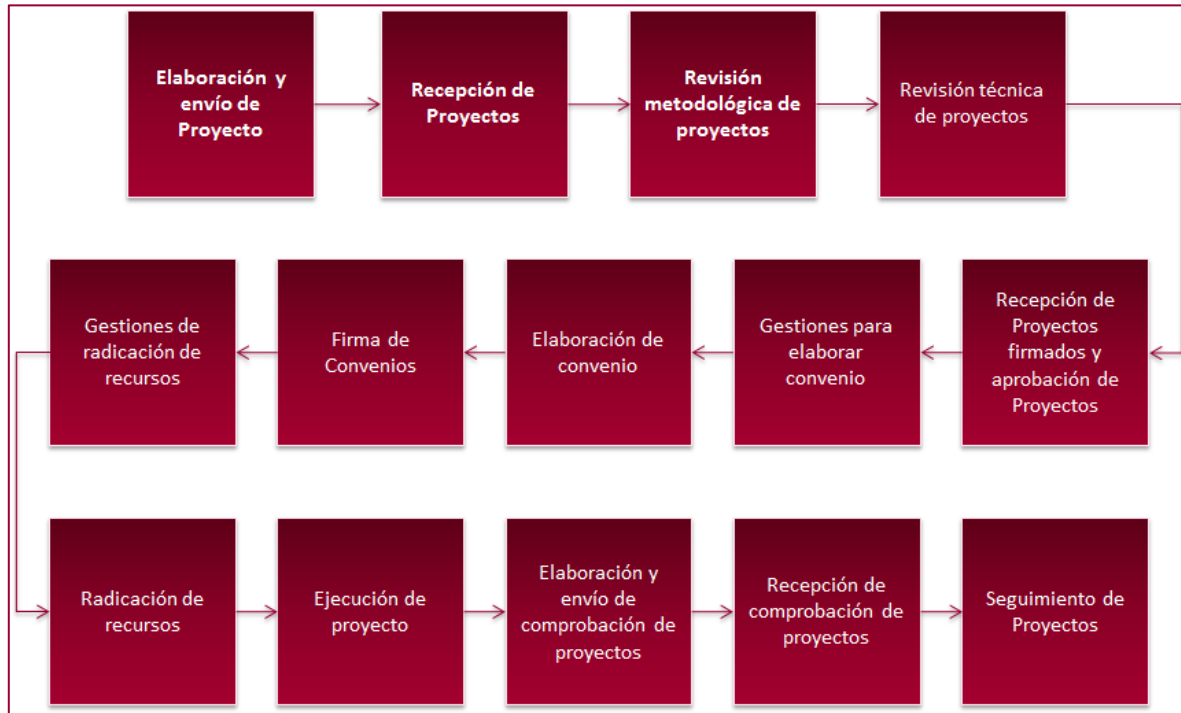 Elaboración y
envío de
Proyecto
Recepción de
Proyectos
Revisión
metodológica de
proyectos
Revisión técnica
de proyectos
Recepción de
Proyectos
firmados y
aprobación de
Proyectos
Gestiones para
elaborar
convenio
Elaboración de
convenio
Firma de
Convenios
Gestiones de
radicación de
recursos
Radicación de
recursos
Ejecución de
proyecto
Elaboración y
envío de
comprobación de
proyectos
Recepción de
comprobación de
proyectos
Seguimiento de
Proyectos